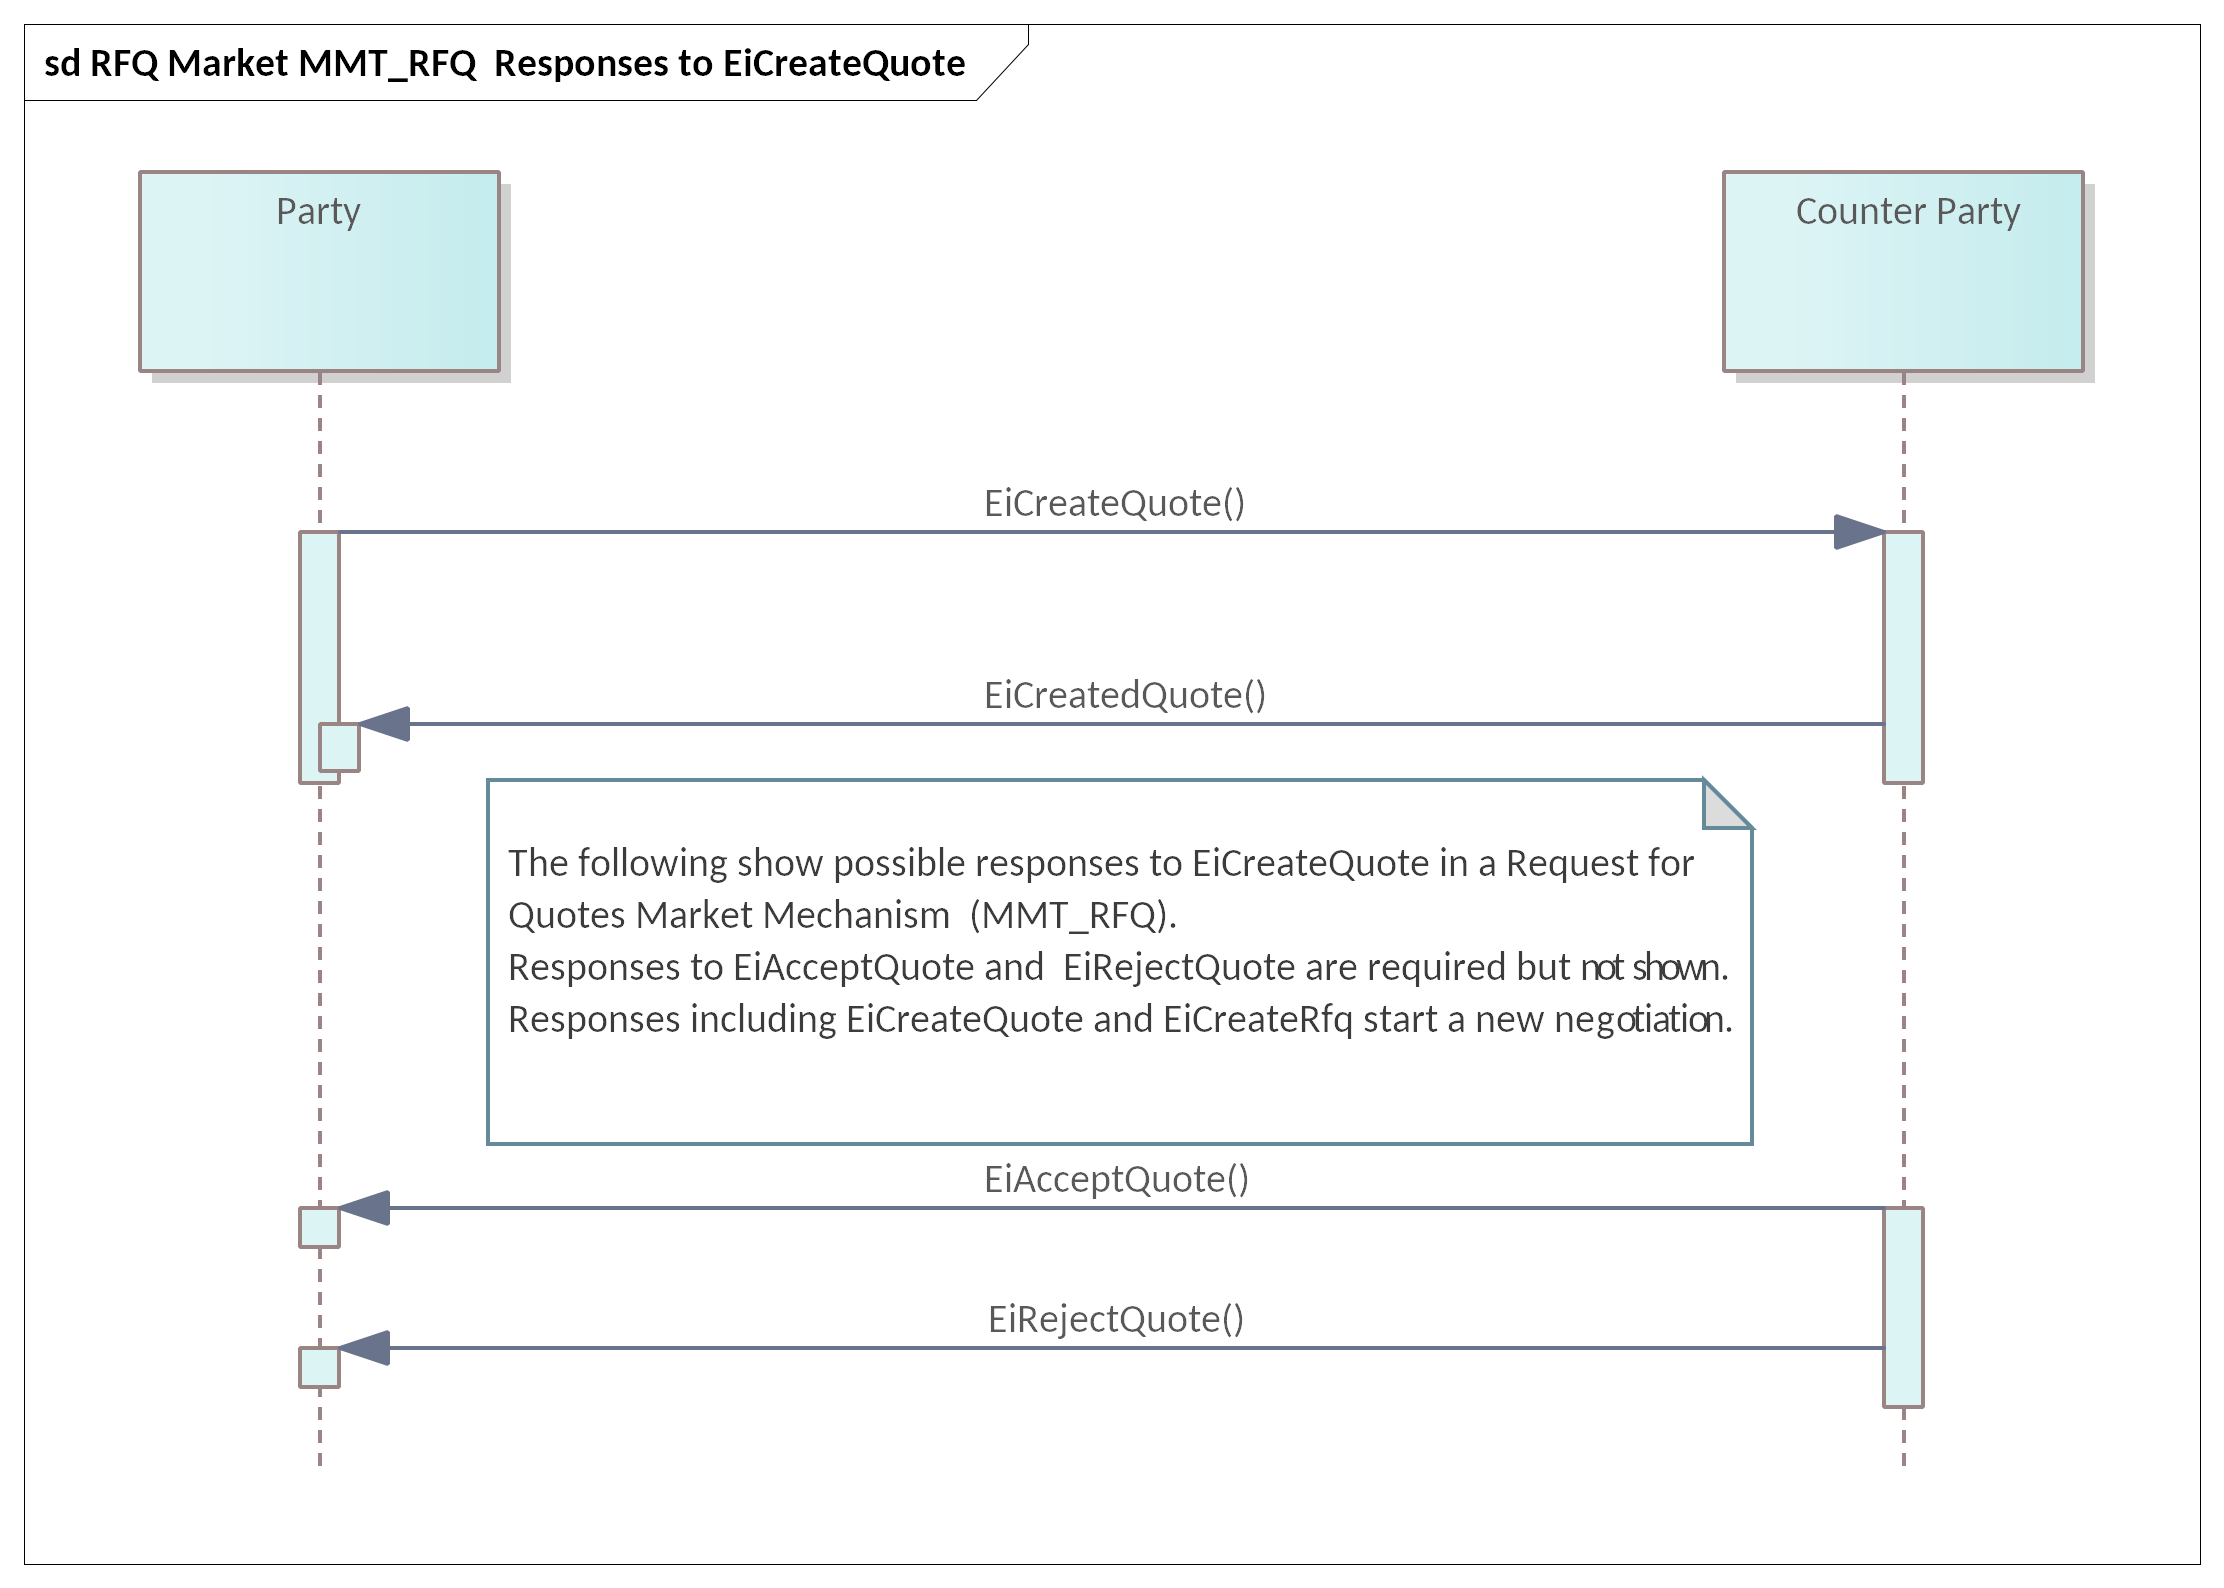 sd RFQ Market MMT_RFQ  Responses to EiCreateQuote
Party
Counter Party
EiCreateQuote()
EiCreatedQuote()
The following show possible responses to EiCreateQuote in a Request for
Quotes Market Mechanism  (MMT_RFQ).
Responses to EiAcceptQuote and  EiRejectQuote are required but not shown.
Responses including EiCreateQuote and EiCreateRfq start a new negotiation.
EiAcceptQuote()
EiRejectQuote()